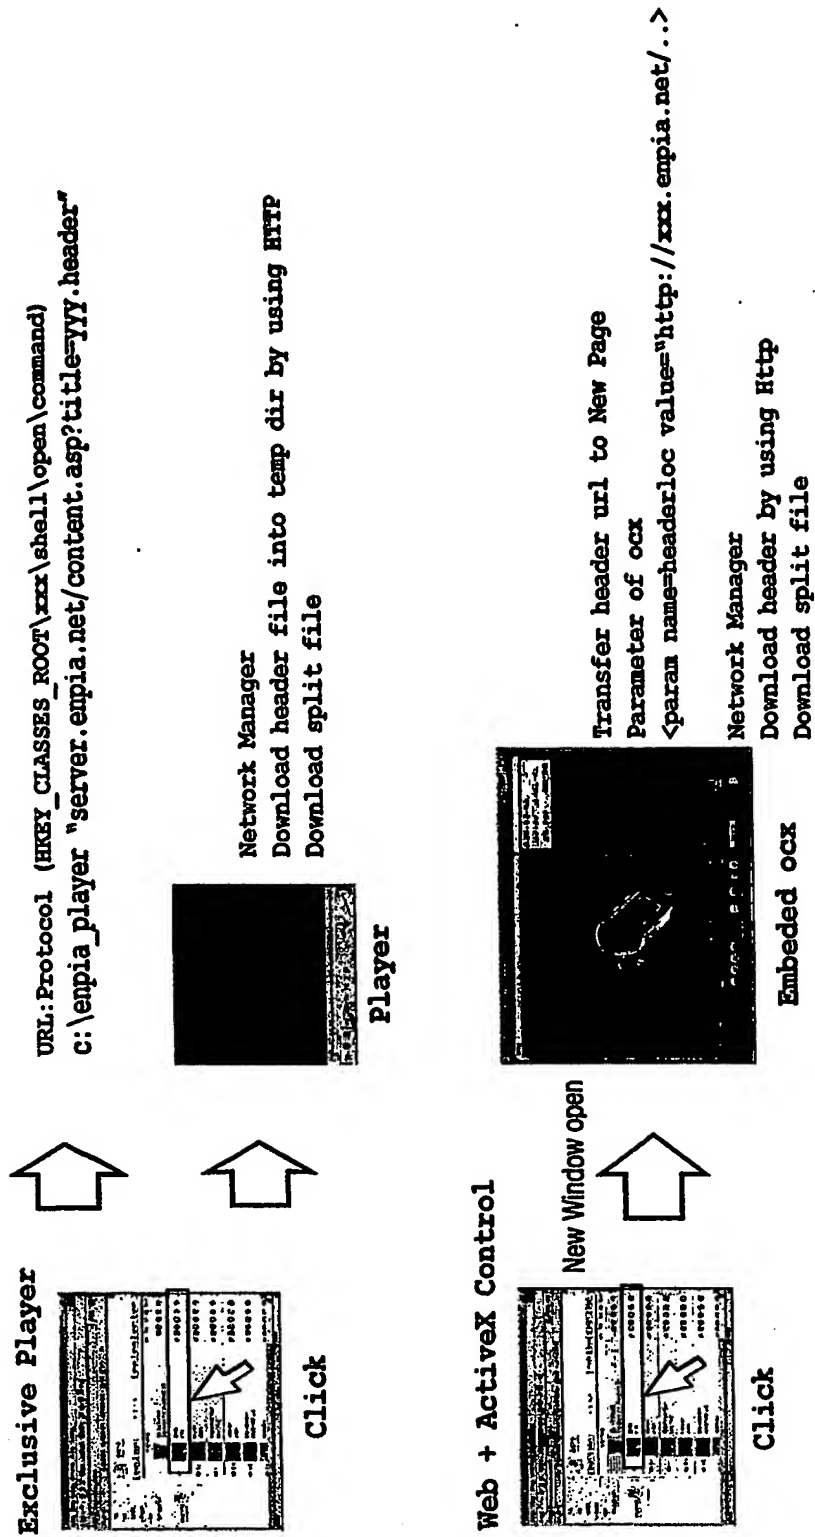 Exclusive Player
Click
URL:Protocol (HKEY_CLASSES_ROOT\xxx\shell\open\command)
C:\enpia_player "server.enpia.net/content.asp?title=yyy.header"
Player
Network Manager
Download header file into temp dir by using HTTP
Download split file
Web + ActiveX Control
Click
New Window open
Embeded ocx
Transfer header url to New Page
Parameter of ocx
<param name=headerloc value="http://xxx.enpia.net/..>
Network Manager
Download header by using Http
Download split file